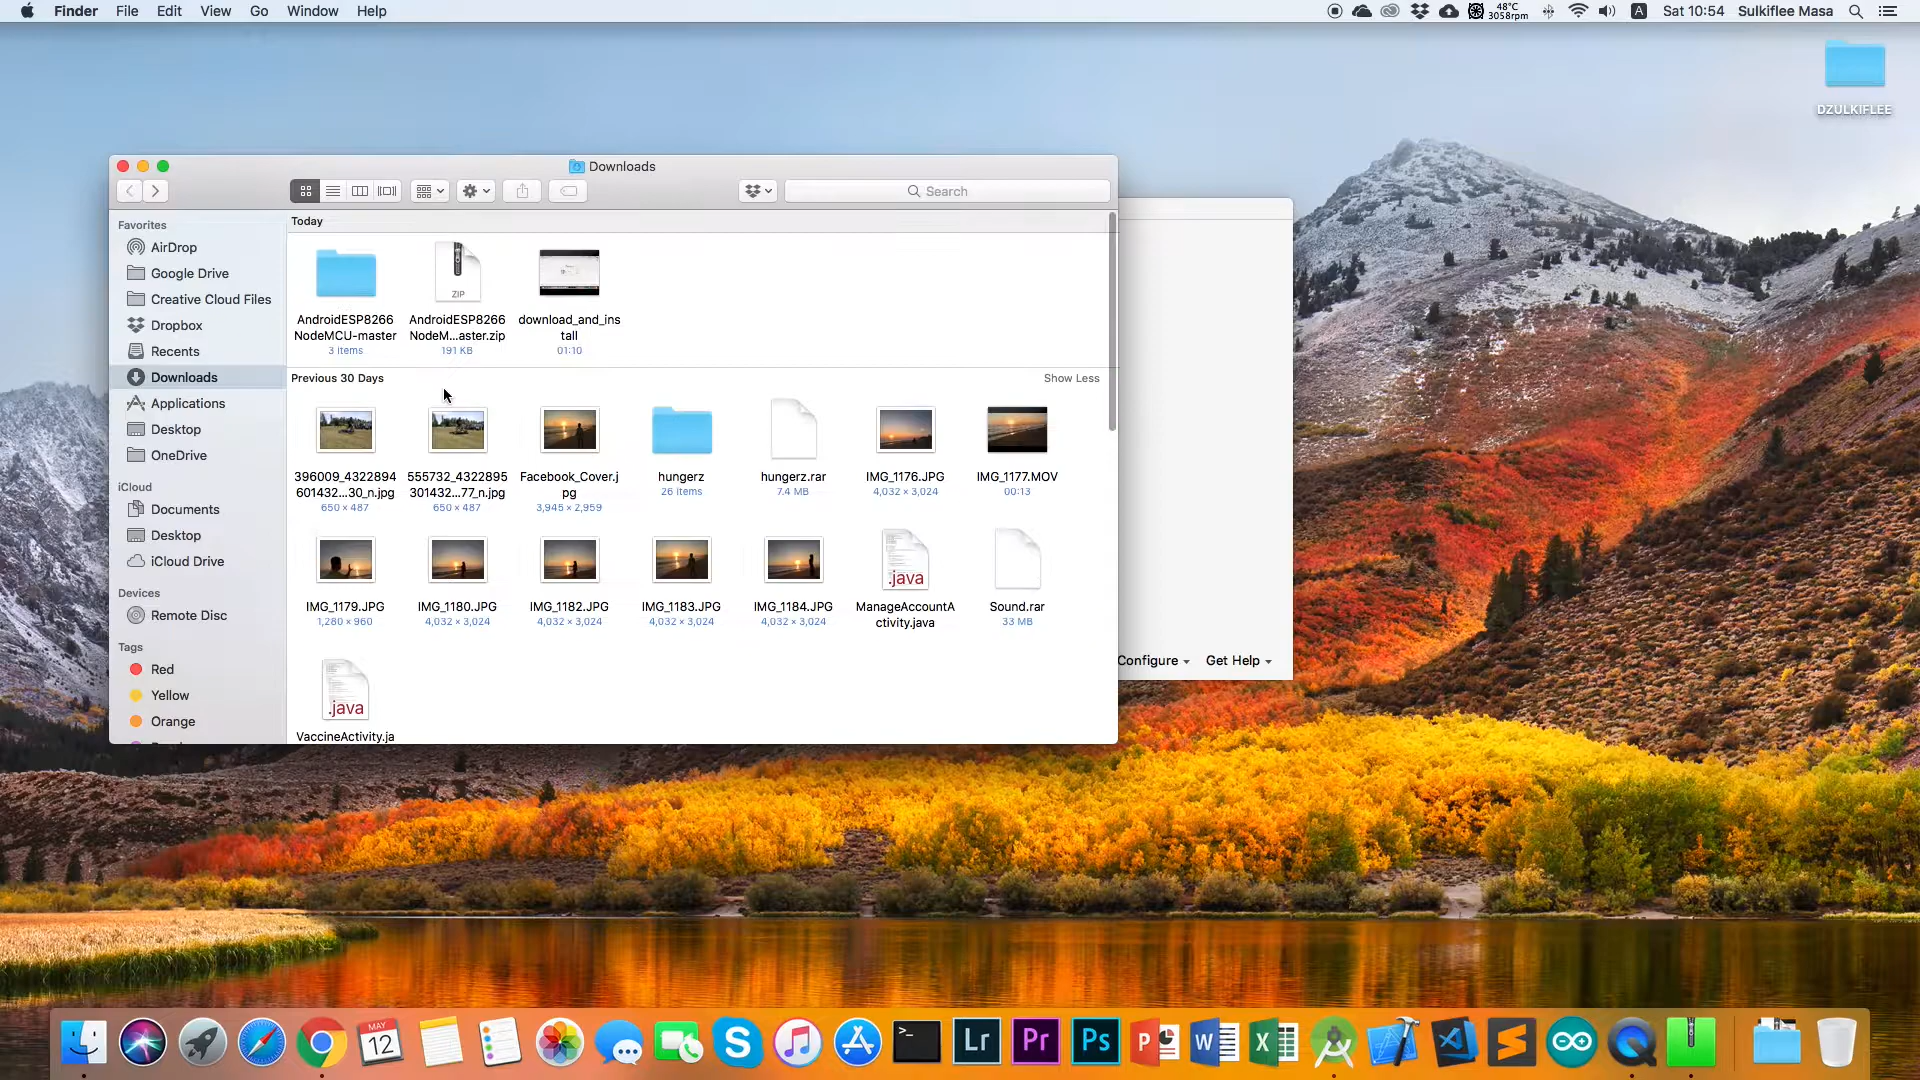 Finder File Edit View Go Window Help
48°C
3058rpm
A
Sat 10:54 Sulkiflee Masa
DZULKIFLEE
Downloads
Search
Favorites
AirDrop
Google Drive
Creative Cloud Files
Dropbox
Recents
Downloads
Applications
Desktop
OneDrive
iCloud
Documents
Desktop
iCloud Drive
Devices
Remote Disc
Tags
Red
Yellow
Orange
Today
ZIP
AndroidESP8266 AndroidESP8266 download_and_ins
NodeMCU-master NodeM...aster.zip tall
3 items 191 KB 01:10
Previous 30 Days Show Less
396009_4322894 555732_4322895 Facebook_Cover.j hungerz hungerz.rar IMG_1176.JPG IMG_1177.MOV
601432...30_n.jpg 301432...77_n.jpg pg 26 items 7.4 MB 4,032 × 3,024 00:13
650 × 487 650 × 487 3,945 × 2,959
.java
IMG_1179.JPG IMG_1180.JPG IMG_1182.JPG IMG_1183.JPG IMG_1184.JPG ManageAccountA Sound.rar
1,280 × 960 4,032 × 3,024 4,032 × 3,024 4,032 × 3,024 4,032 × 3,024 ctivity.java 33 MB
.java
VaccineActivity.ja
Configure Get Help
MAY
12
Lr Pr Ps P W X